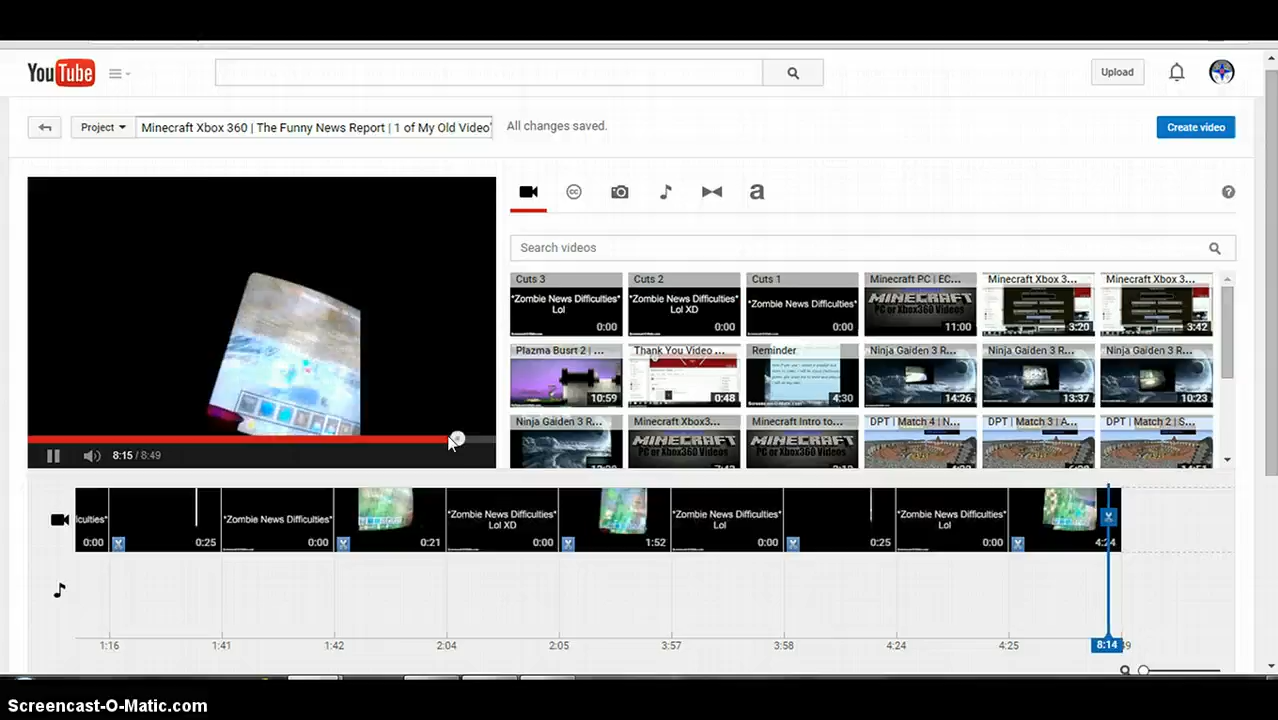 YouTube
Upload
Project
Minecraft Xbox 360 | The Funny News Report | 1 of My Old Video'
All changes saved.
Create video
a
Search videos
Cuts 3
Cuts 2
Cuts 1
Minecraft PC | EC...
Minecraft Xbox 3...
Minecraft Xbox 3...
*Zombie News Difficulties*
Lol
0:00
*Zombie News Difficulties*
Lol XD
0:00
*Zombie News Difficulties*
0:00
MINECRAFT
PC or Xbox360 Videos
11:00
3:20
3:42
Plazma Busrt 2 | ...
Thank You Video ...
Reminder
Ninja Gaiden 3 R...
Ninja Gaiden 3 R...
Ninja Gaiden 3 R...
10:59
0:48
4:30
14:26
13:37
10:23
Ninja Gaiden 3 R...
Minecraft Xbox3...
Minecraft Intro to...
DPT | Match 4 | N...
DPT | Match 3 | A...
DPT | Match 2 | S...
MINECRAFT
PC or Xbox360 Videos
MINECRAFT
PC or Xbox360 Videos
8:15 / 8:49
iculties*
0:00
0:25
*Zombie News Difficulties*
0:00
0:21
*Zombie News Difficulties*
Lol XD
0:00
1:52
*Zombie News Difficulties*
Lol
0:00
0:25
*Zombie News Difficulties*
Lol
0:00
4:24
1:16
1:41
1:42
2:04
2:05
3:57
3:58
4:24
4:25
8:14
Screencast-O-Matic.com